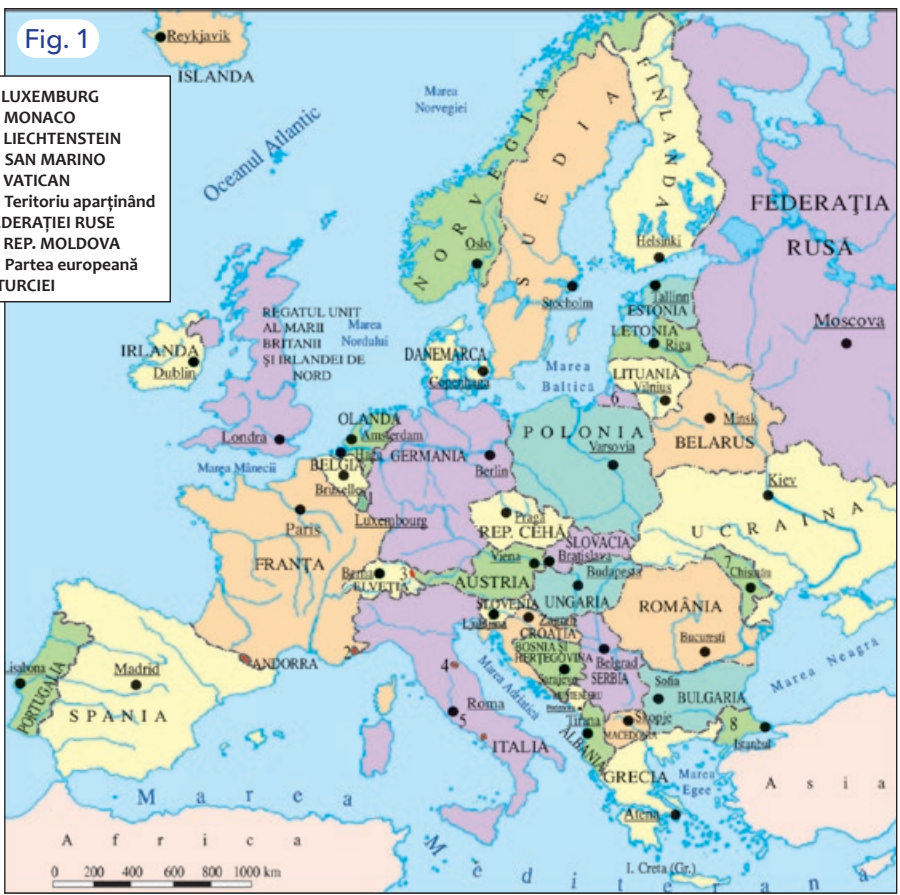 Fig. 1
Reykjavik
ISLANDA
LUXEMBURG
MONACO
LIECHTENSTEIN
SAN MARINO
VATICAN
Teritoriu aparținând
DERAȚIEI RUSE
REP. MOLDOVA
Partea europeană
TURCIEI
Oceanul Atlantic
Marea
Norvegiei
NORVEGIA
SUEDIA
FINLANDA
FEDERAȚIA
RUSĂ
Oslo
Helsinki
Stocholm
Tallinn
ESTONIA
LETONIA
Riga
Moscova
REGATUL UNIT
AL MARII
BRITANII
ȘI IRLANDEI DE
NORD
Marea
Nordului
IRLANDA
Dublin
DANEMARCA
Copenhaga
Marea
Baltica
LITUANIA
Vilnius
6
Minsk
BELARUS
Londra
OLANDA
Amsterdam
Haga
BELGIA
Bruxelles
1
GERMANIA
Berlin
POLONIA
Varsovia
Kiev
UCRAINA
Marea Mânecii
Paris
Luxembourg
Praga
REP. CEHĂ
SLOVACIA
Bratislava
Viena
Budapesta
FRANȚA
Berna
3
ELVEȚI
AUSTRIA
UNGARIA
7
Chișinău
ROMÂNIA
București
SLOVENIA
Zagreb
CROAȚIA
BOSNIA ȘI
HERȚEGOVINA
Sarajevo
Belgrad
SERBIA
Marea Neagră
ANDORRA
2
4
Marea Adriatica
Sofia
BULGARIA
Lisabona
PORTUGALIA
Madrid
SPANIA
Roma
5
ITALIA
Tirana
ALBANIA
Skopje
MACEDONIA
8
Istanbul
GRECIA
Marea
Egee
Atena
Asia
Marea
Mediterana
Africa
0 200 400 600 800 1000 km
I. Creta (Gr.)